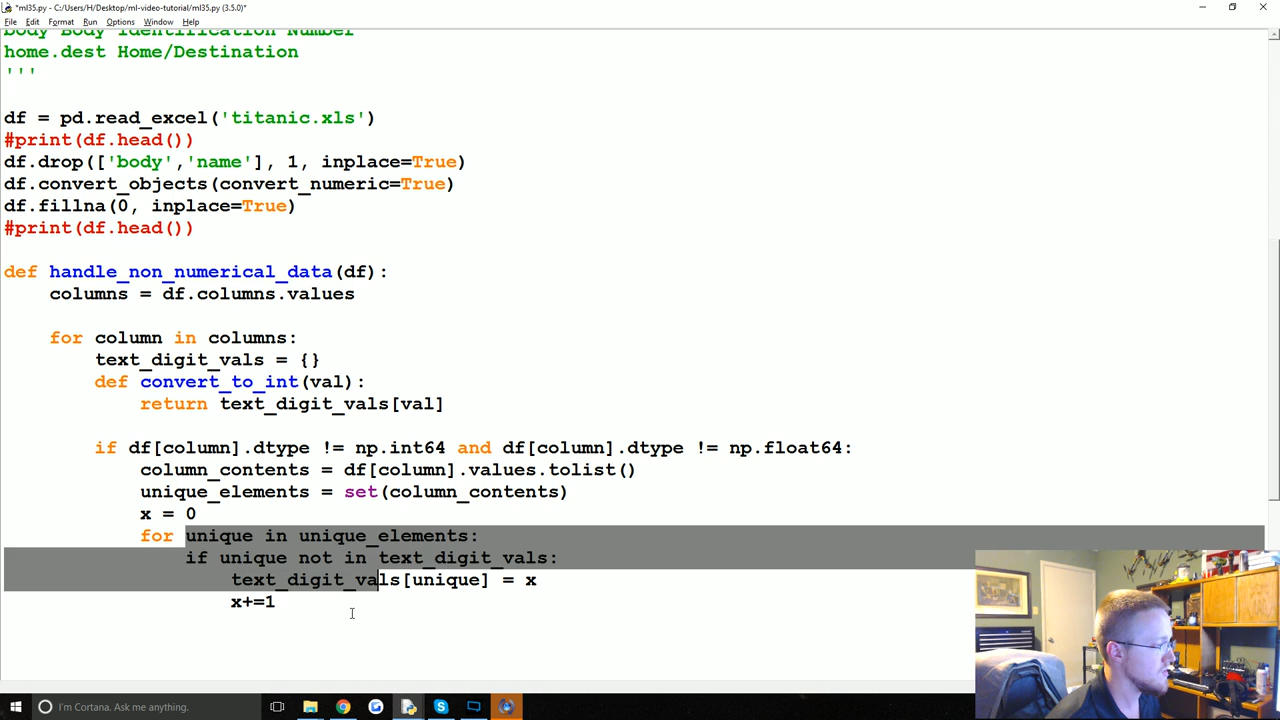 *ml35.py - C:/Users/H/Desktop/ml-video-tutorial/ml35.py (3.5.0)*
File Edit Format Run Options Window Help
body Body Identification Number
home.dest Home/Destination
'''
df = pd.read_excel('titanic.xls')
#print(df.head())
df.drop(['body','name'], 1, inplace=True)
df.convert_objects(convert_numeric=True)
df.fillna(0, inplace=True)
#print(df.head())
def handle_non_numerical_data(df):
    columns = df.columns.values
    for column in columns:
        text_digit_vals = {}
        def convert_to_int(val):
            return text_digit_vals[val]
        if df[column].dtype != np.int64 and df[column].dtype != np.float64:
            column_contents = df[column].values.tolist()
            unique_elements = set(column_contents)
            x = 0
            for unique in unique_elements:
                if unique not in text_digit_vals:
                    text_digit_vals[unique] = x
                    x+=1
I'm Cortana. Ask me anything.